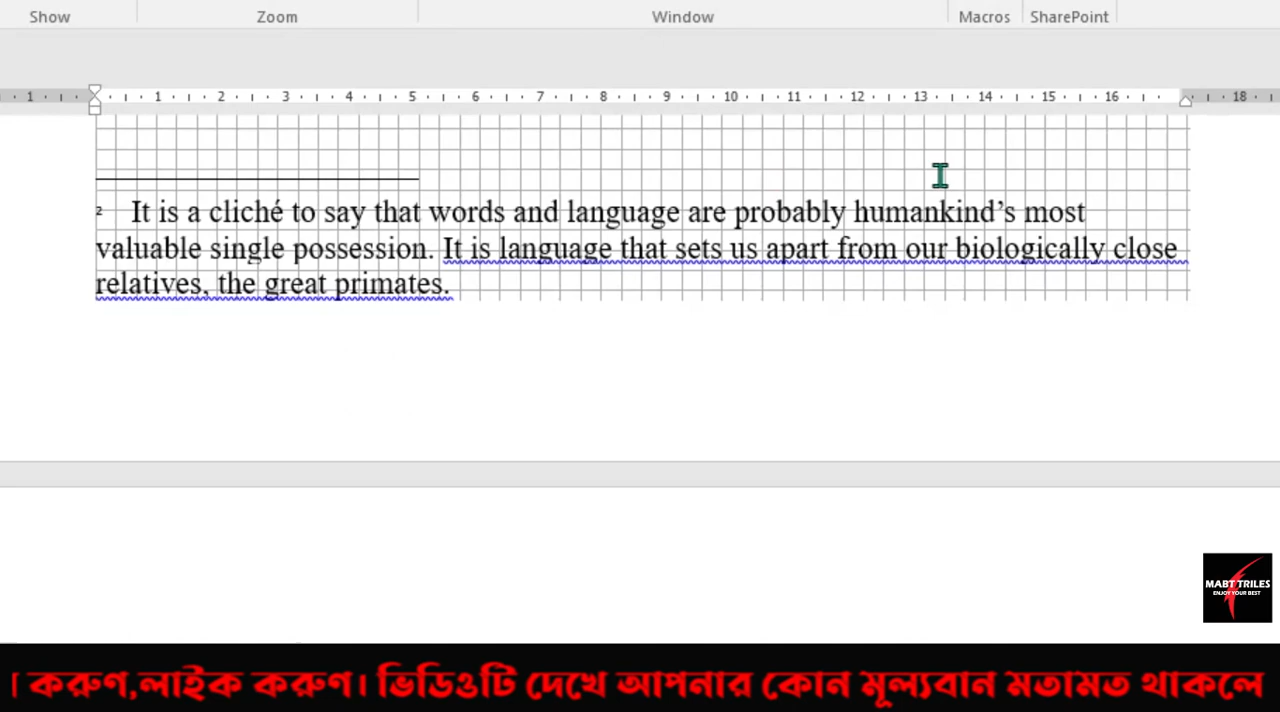 Show Zoom Window Macros SharePoint
1 1 2 3 4 5 6 7 8 9 10 11 12 13 14 15 16 18
2 It is a cliché to say that words and language are probably humankind’s most
valuable single possession. It is language that sets us apart from our biologically close
relatives, the great primates.
MABT TRILES
ENJOY YOUR BEST
। করুণ,লাইক করুণ। ভিডিওটি দেখে আপনার কোন মূল্যবান মতামত থাকলে